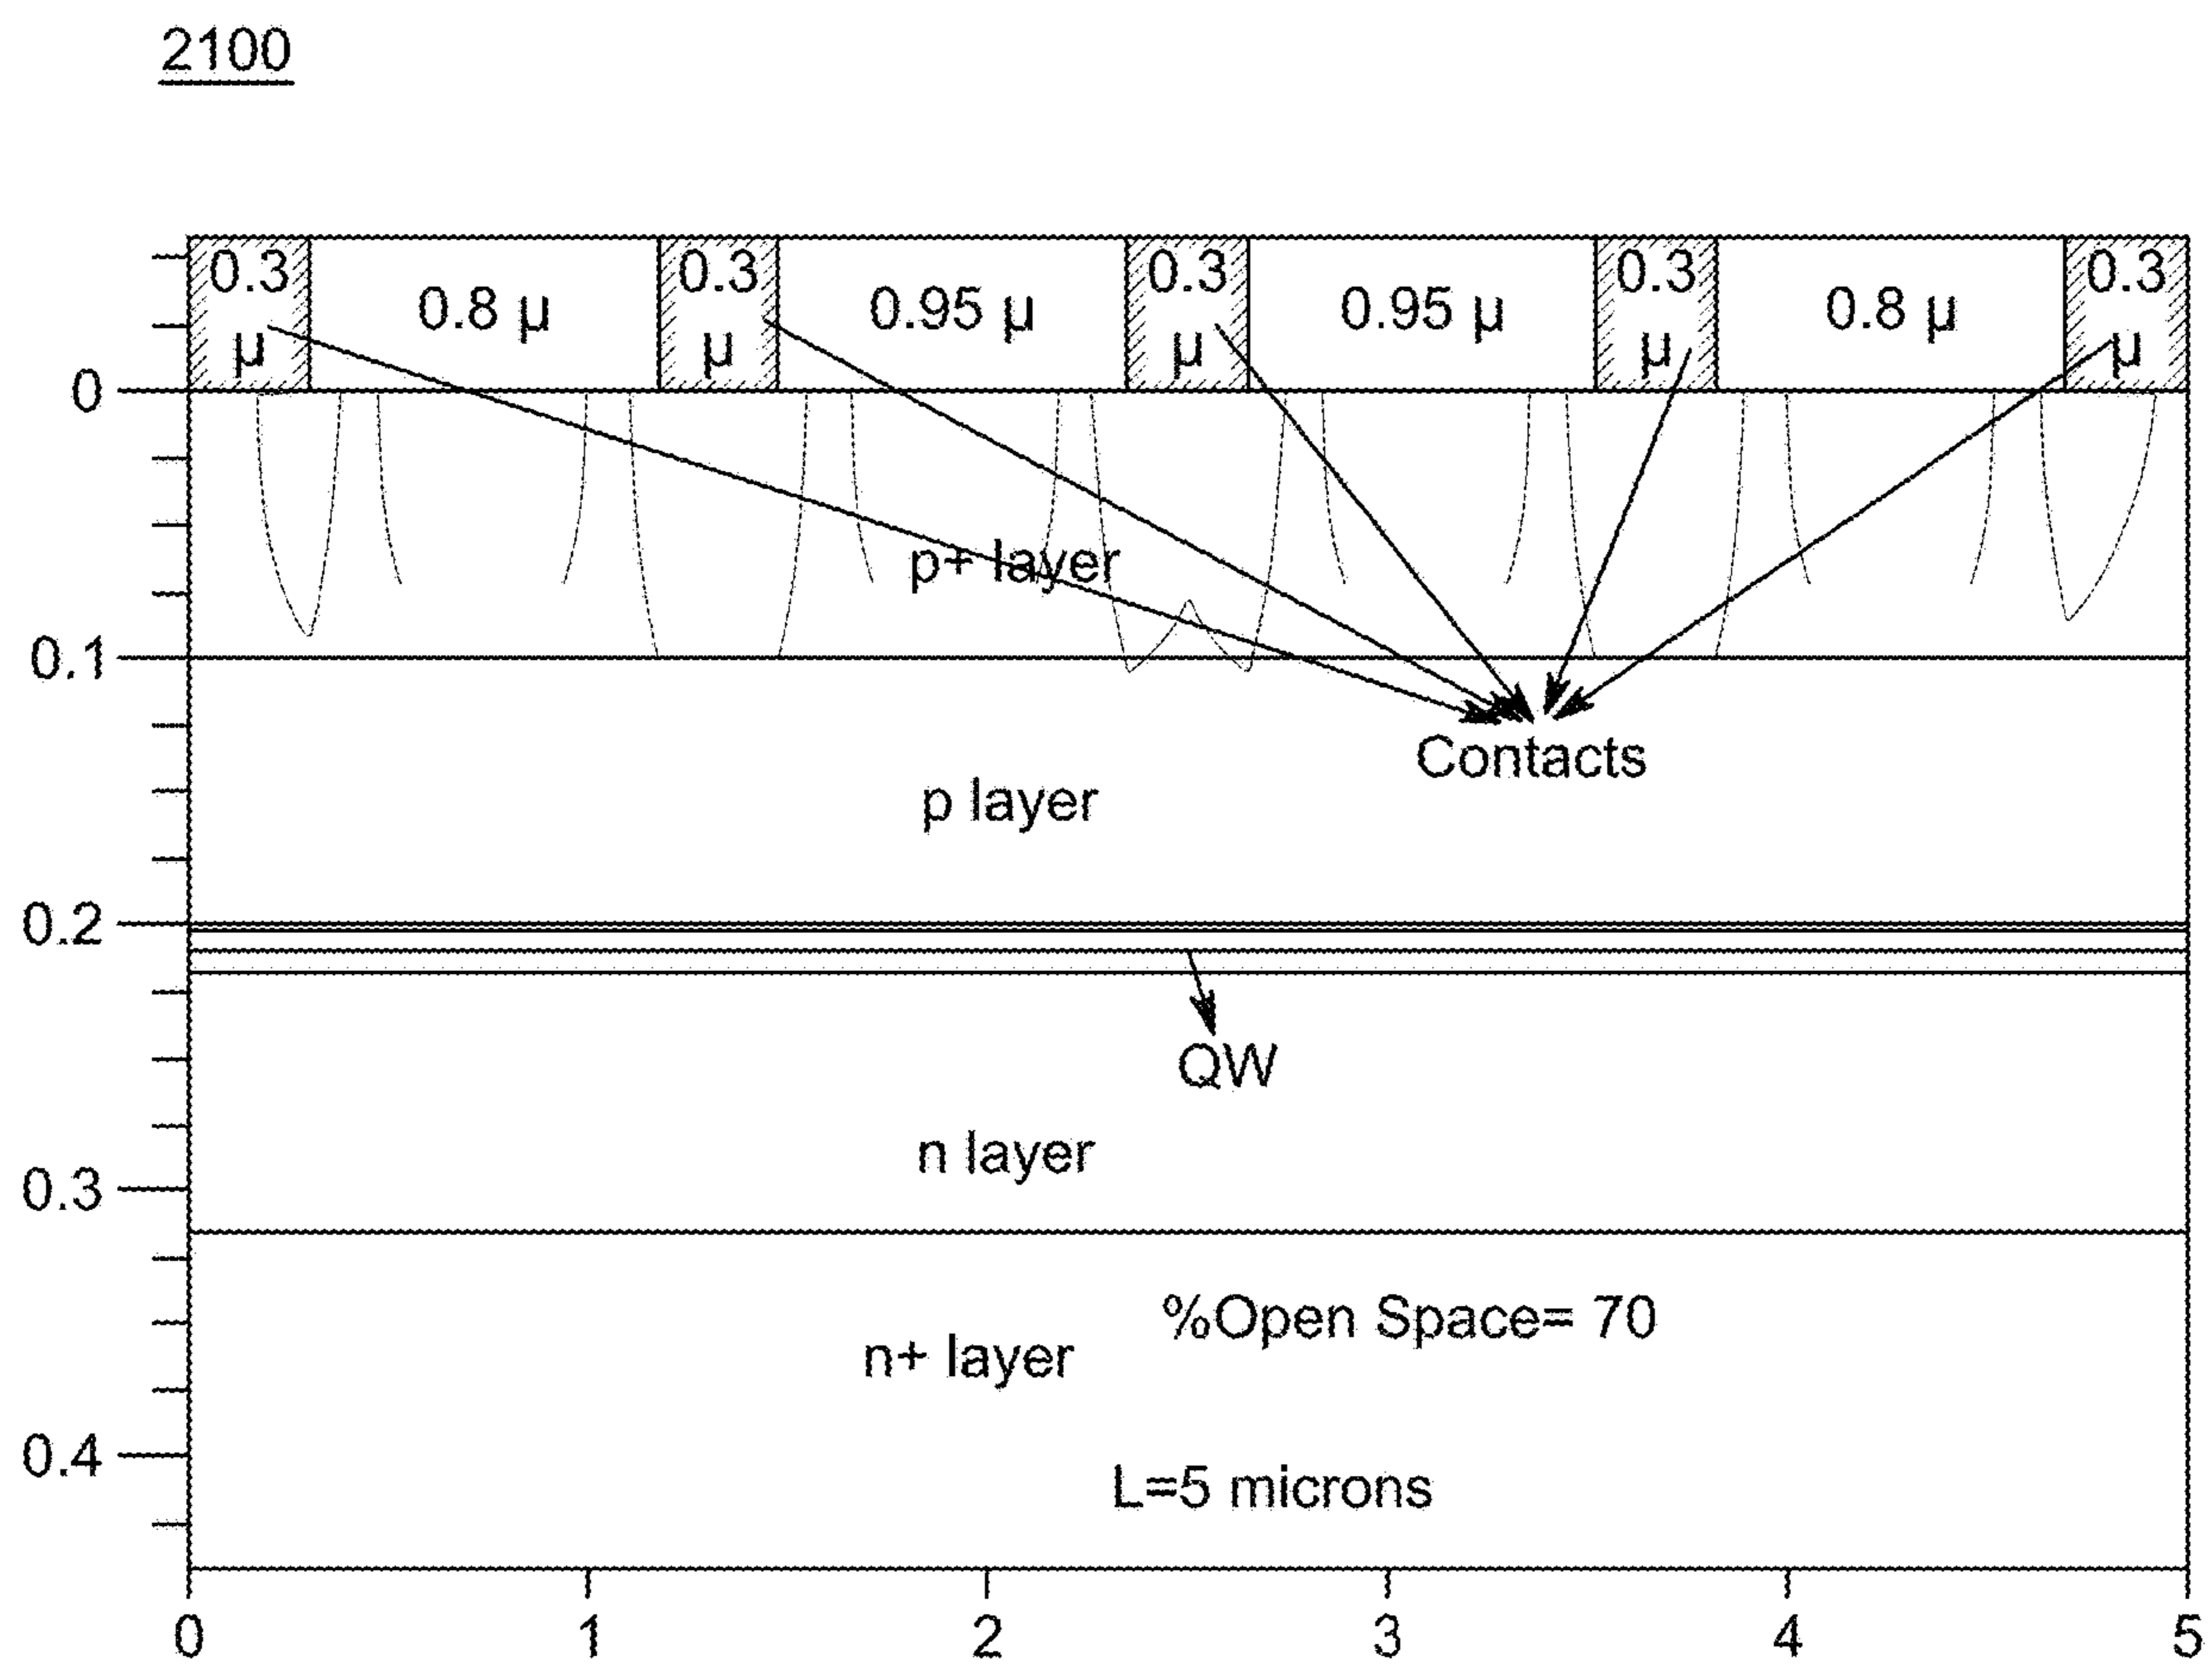 2100
0.3 μ
0.8 μ
0.3 μ
0.95 μ
0.3 μ
0.95 μ
0.3 μ
0.8 μ
0.3 μ
0
p+ layer
0.1
Contacts
p layer
0.2
QW
n layer
0.3
%Open Space= 70
n+ layer
0.4
L=5 microns
0 1 2 3 4 5